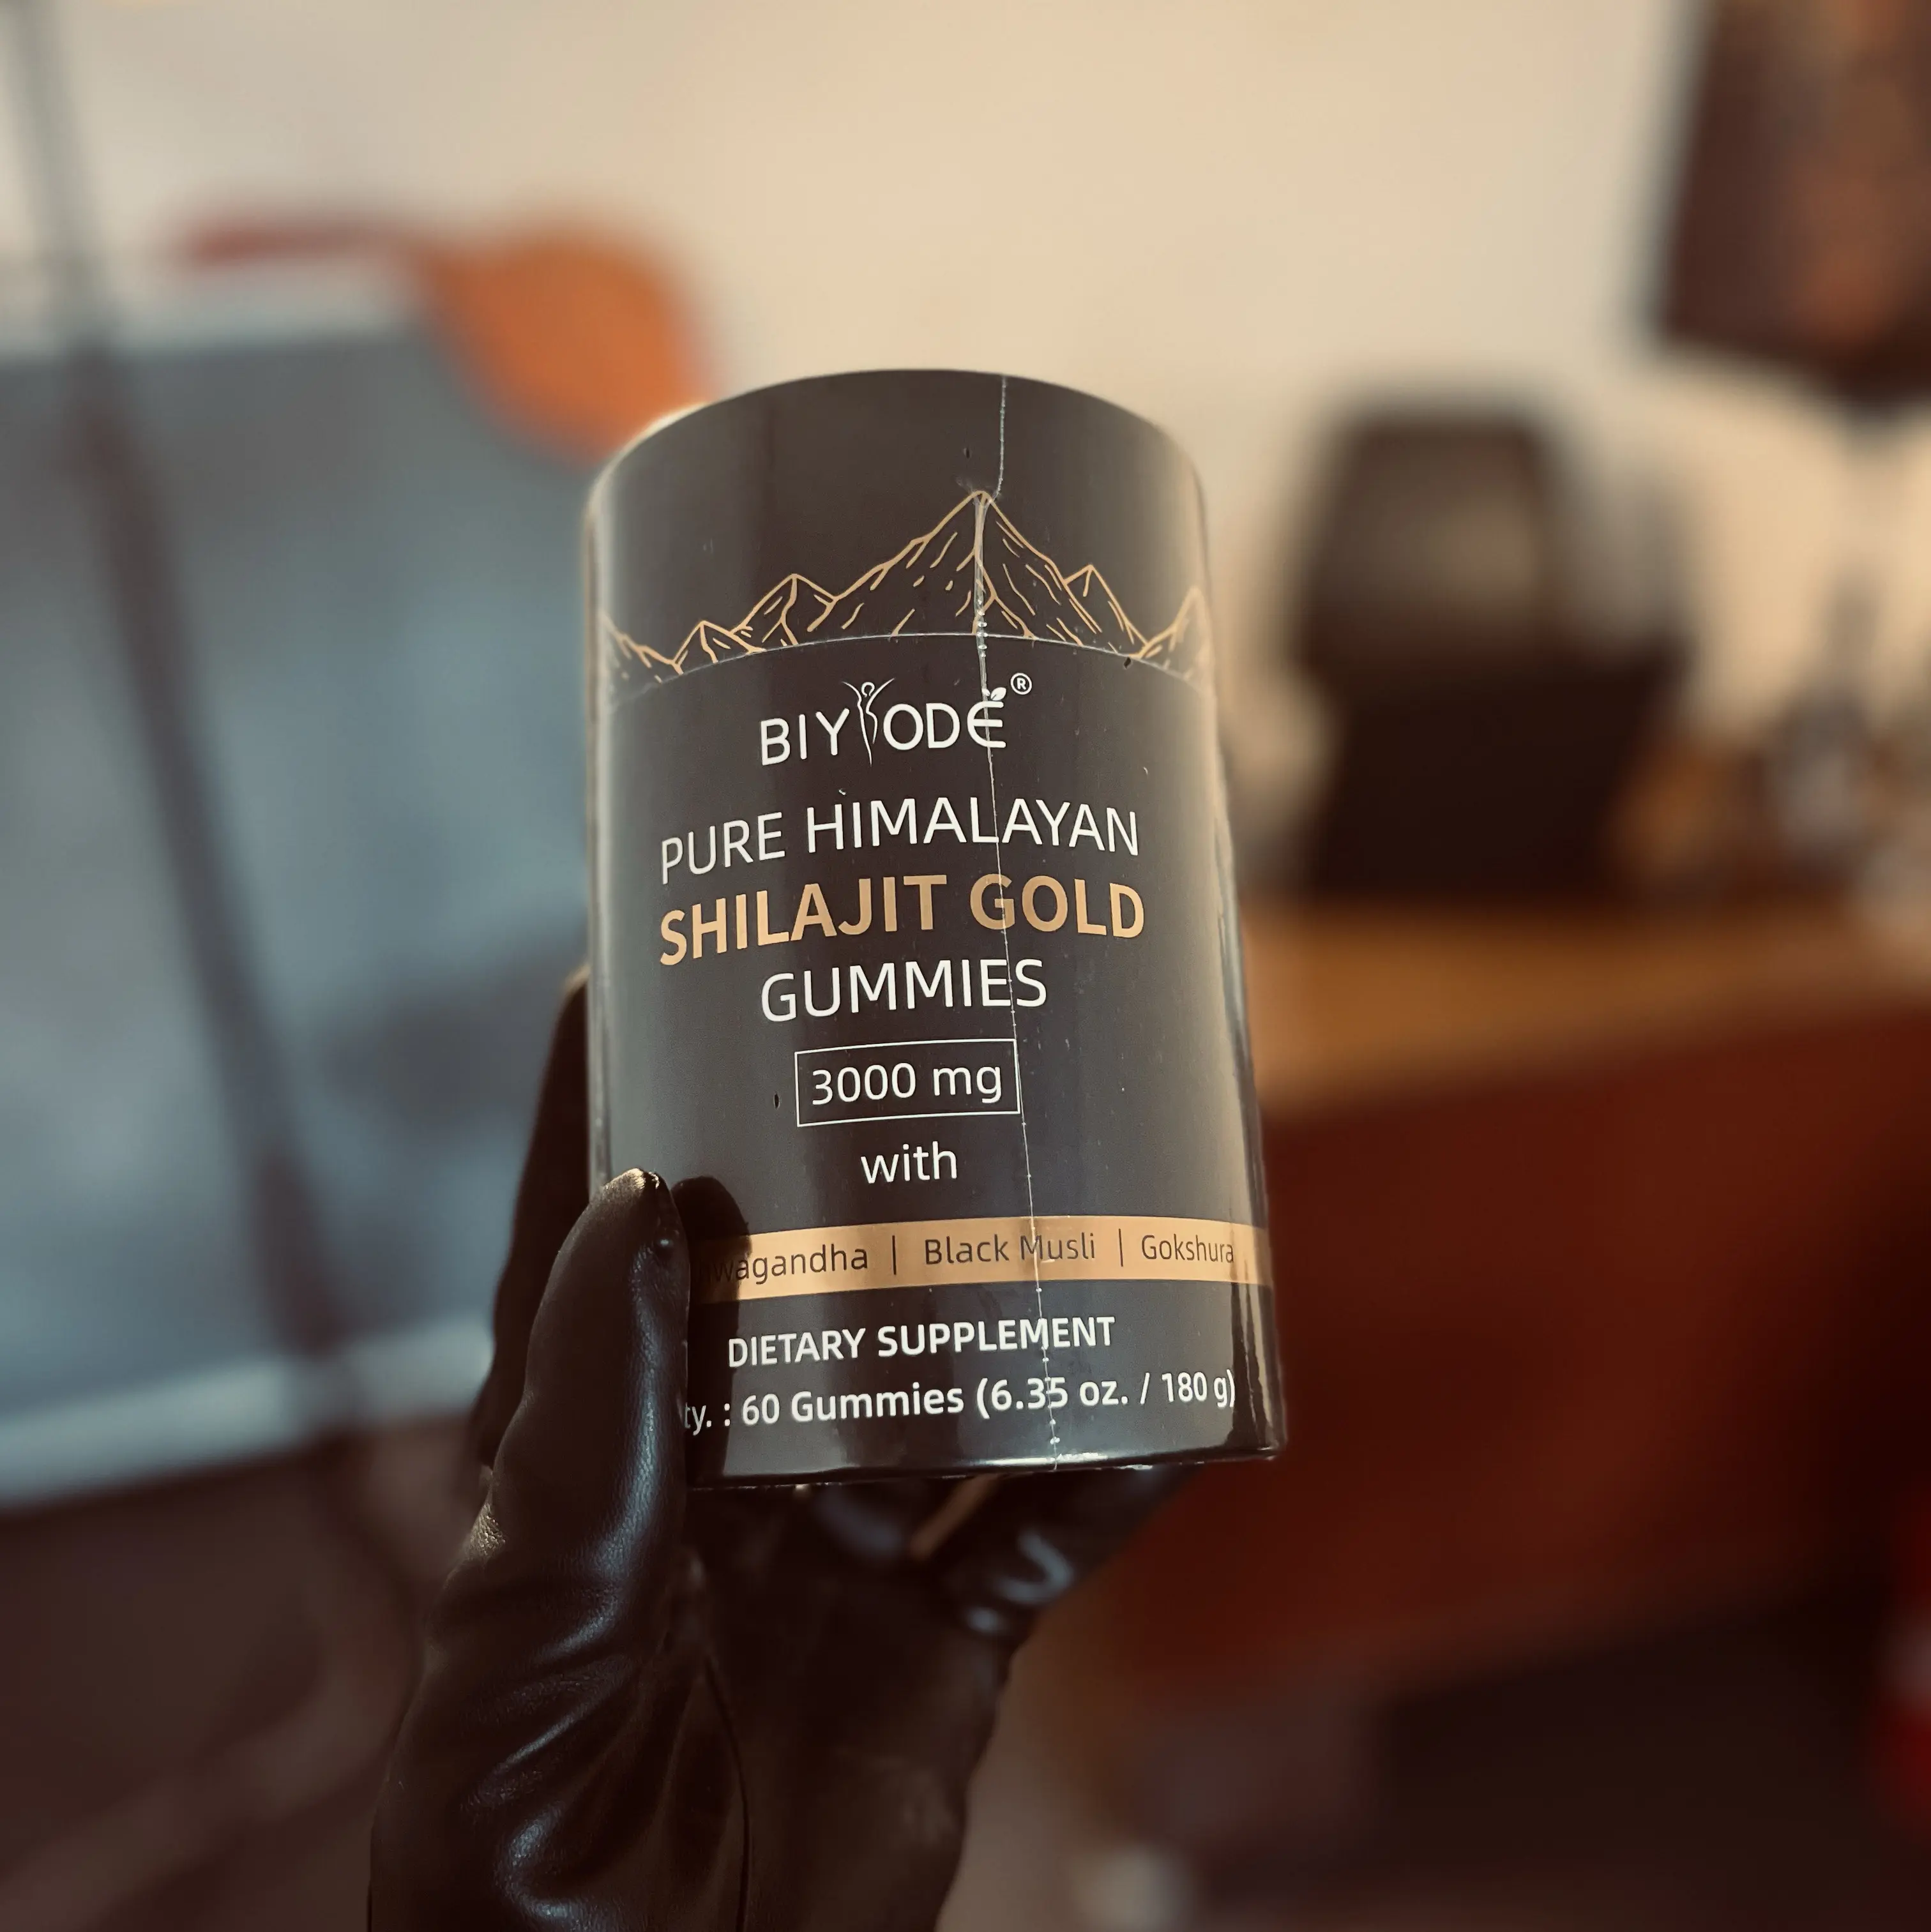 BIYODE®
PURE HIMALAYAN
SHILAJIT GOLD
GUMMIES
3000 mg
with
wagandha | Black Musli | Gokshura
DIETARY SUPPLEMENT
ty. : 60 Gummies (6.35 oz. / 180 g)